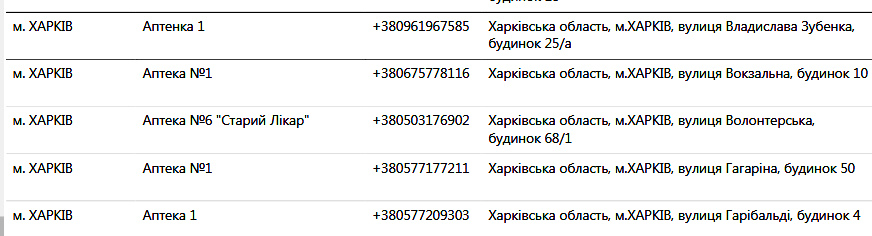 м. ХАРКІВ Аптенка 1 +380961967585 Харківська область, м.ХАРКІВ, вулиця Владислава Зубенка,
будинок 25/а
м. ХАРКІВ Аптека №1 +380675778116 Харківська область, м.ХАРКІВ, вулиця Вокзальна, будинок 10
м. ХАРКІВ Аптека №6 "Старий Лікар" +380503176902 Харківська область, м.ХАРКІВ, вулиця Волонтерська,
будинок 68/1
м. ХАРКІВ Аптека №1 +380577177211 Харківська область, м.ХАРКІВ, вулиця Гагаріна, будинок 50
м. ХАРКІВ Аптека 1 +380577209303 Харківська область, м.ХАРКІВ, вулиця Гарібальді, будинок 4